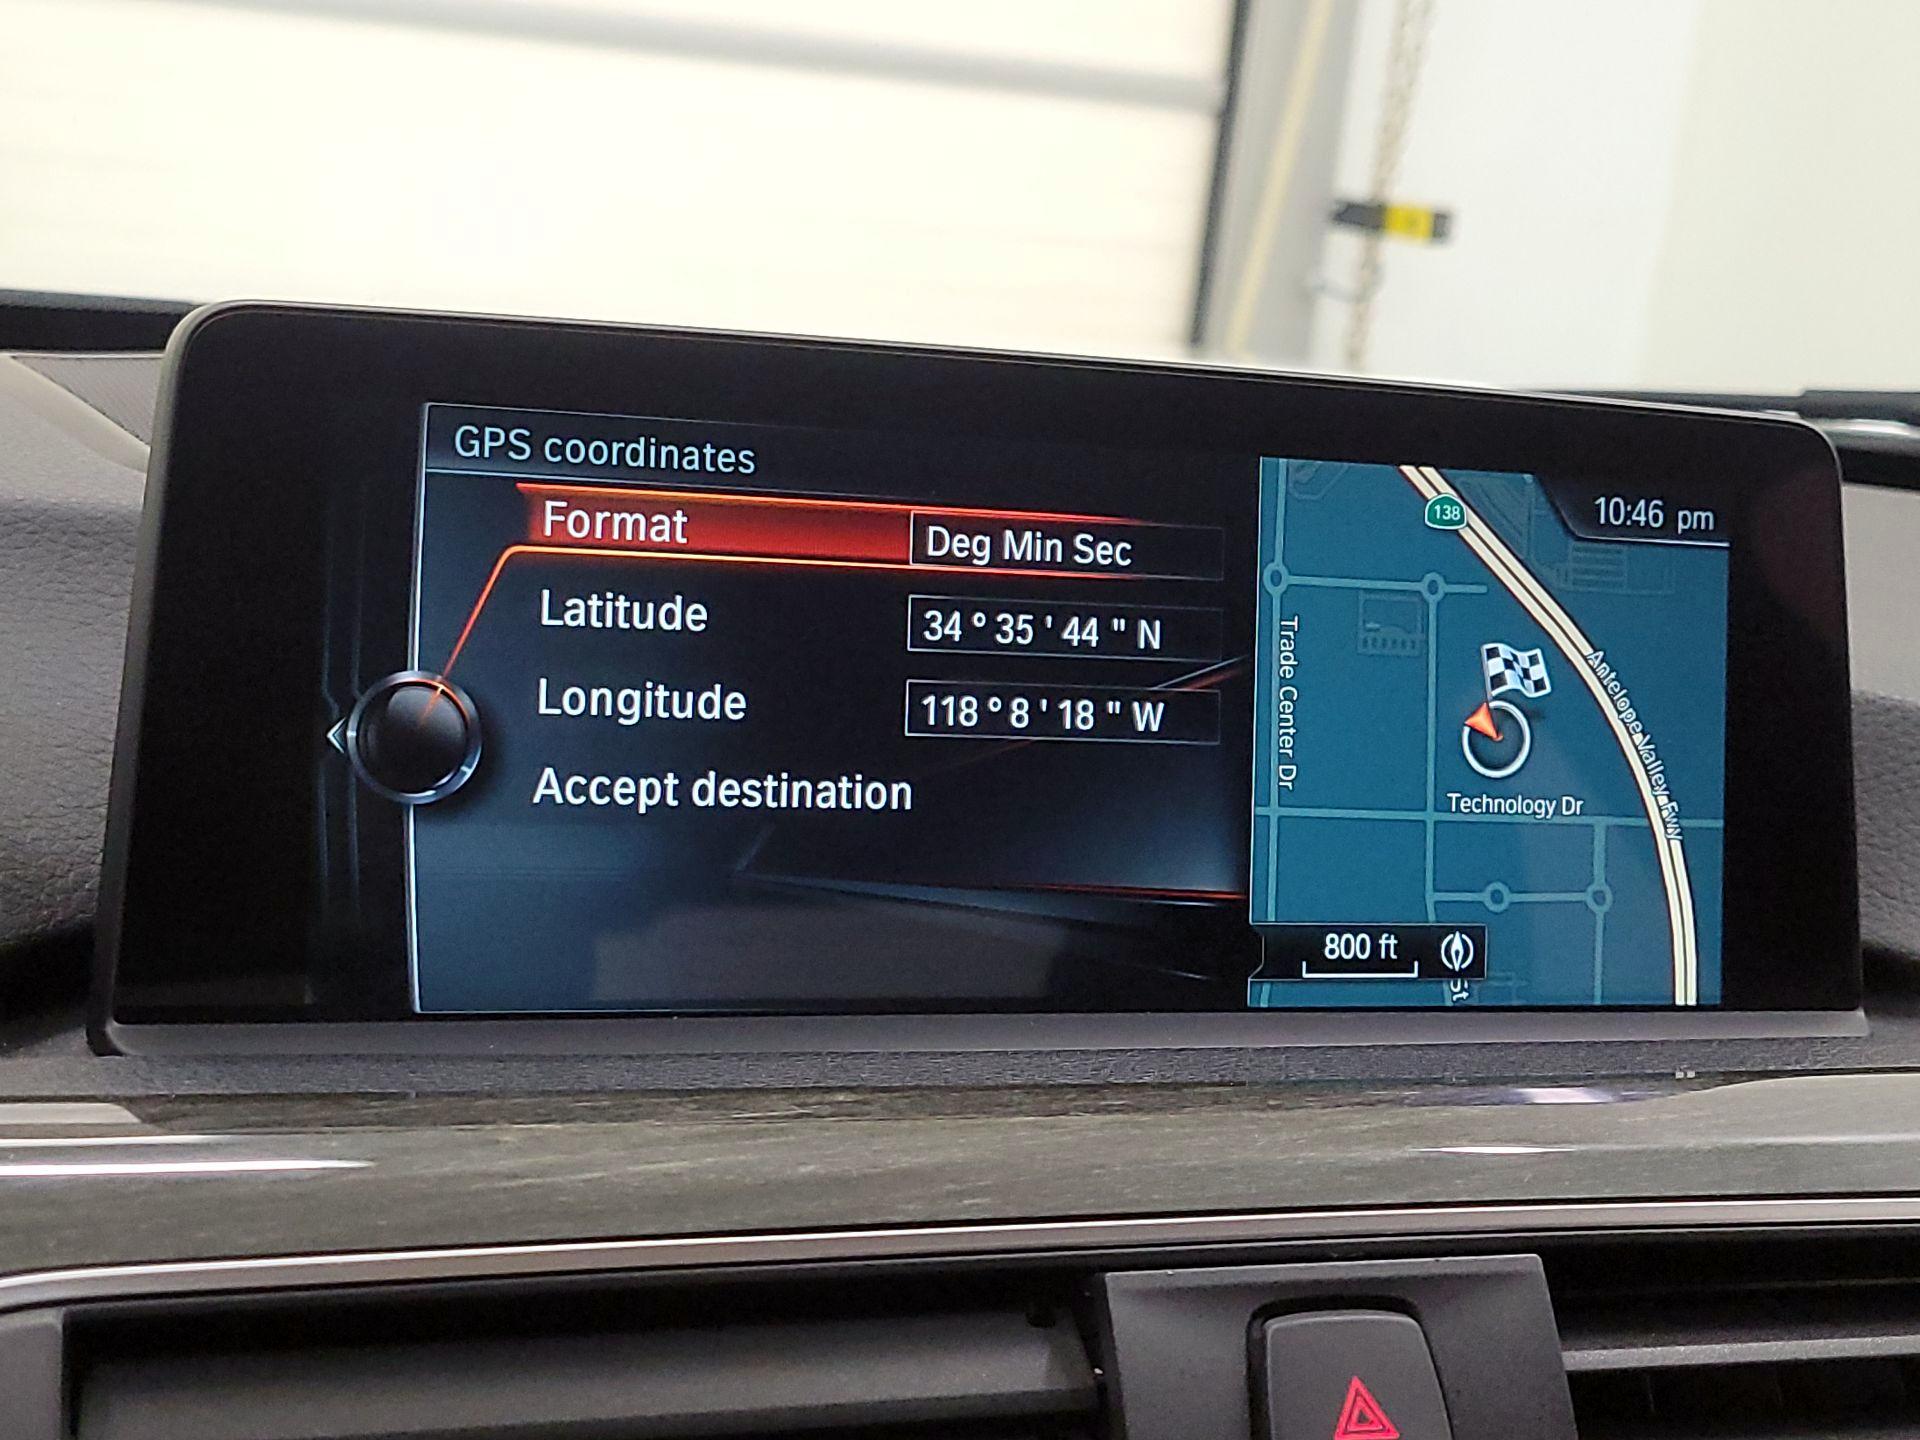 GPS coordinates
Format
Deg Min Sec
Latitude
34 ° 35 ' 44 " N
Longitude
118 ° 8 ' 18 " W
Accept destination
10:46 pm
138
Trade Center Dr
Antelope Valley Fwy
Technology Dr
800 ft
St